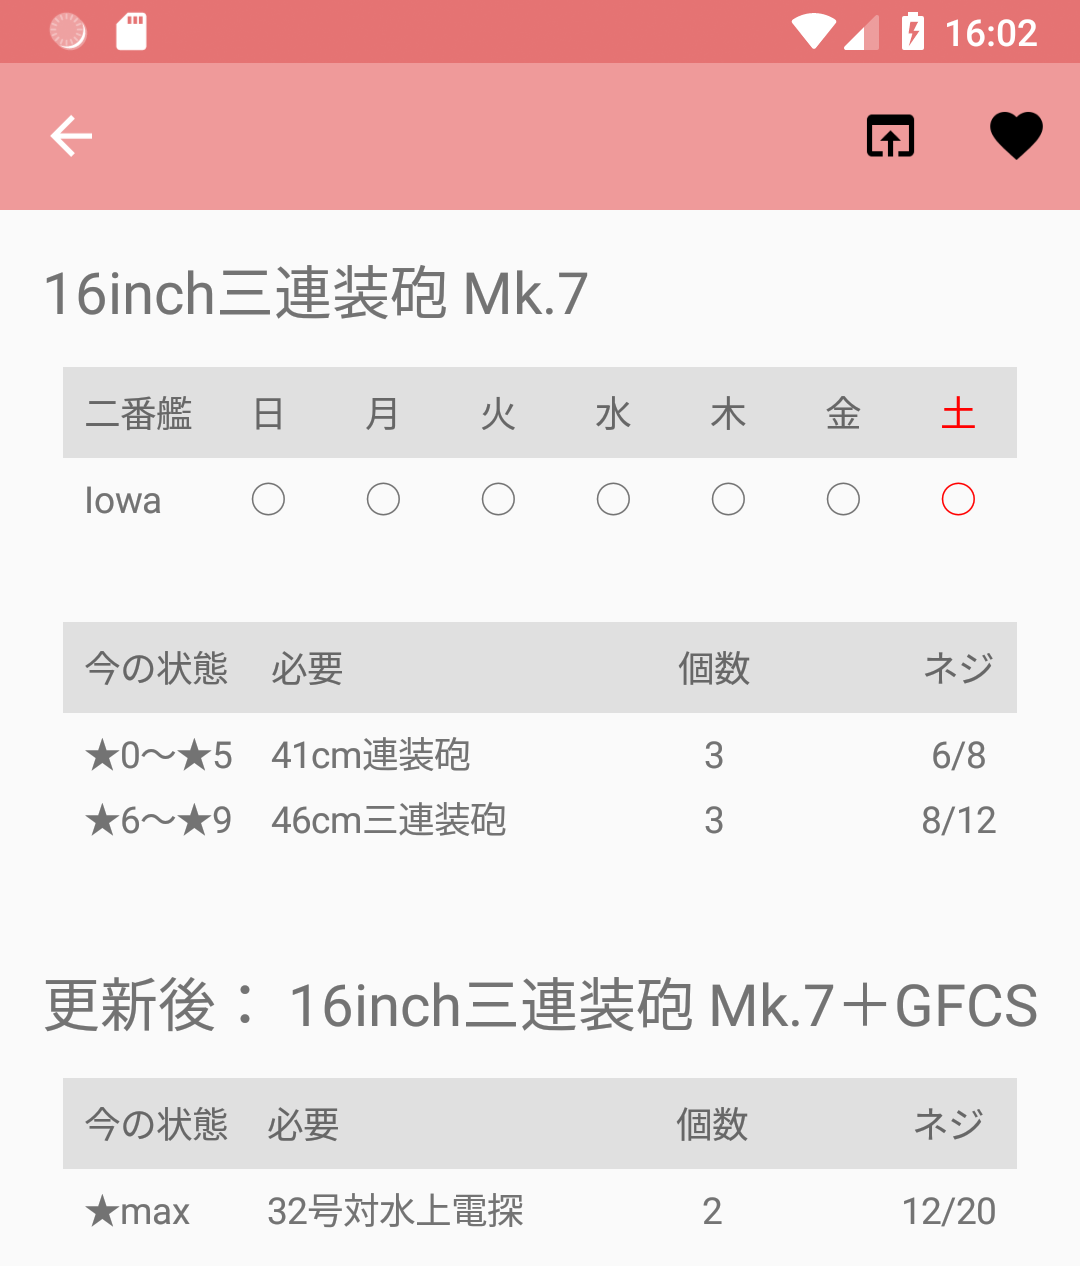 16:02
16inch三連装砲 Mk.7
二番艦 日 月 火 水 木 金 土
Iowa ○ ○ ○ ○ ○ ○ ○
今の状態 必要 個数 ネジ
★0～★5 41cm連装砲 3 6/8
★6～★9 46cm三連装砲 3 8/12
更新後： 16inch三連装砲 Mk.7＋GFCS
今の状態 必要 個数 ネジ
★max 32号対水上電探 2 12/20